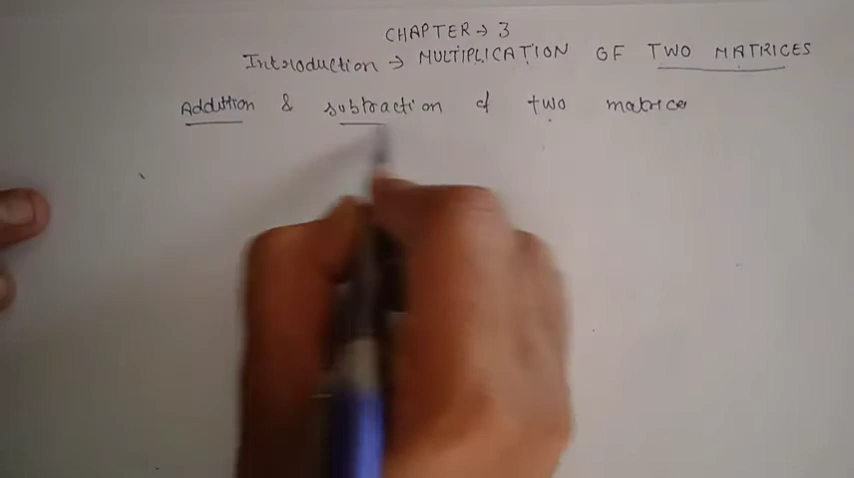 CHAPTER → 3
Introduction → MULTIPLICATION OF TWO MATRICES
Addition & subtraction of two matrices